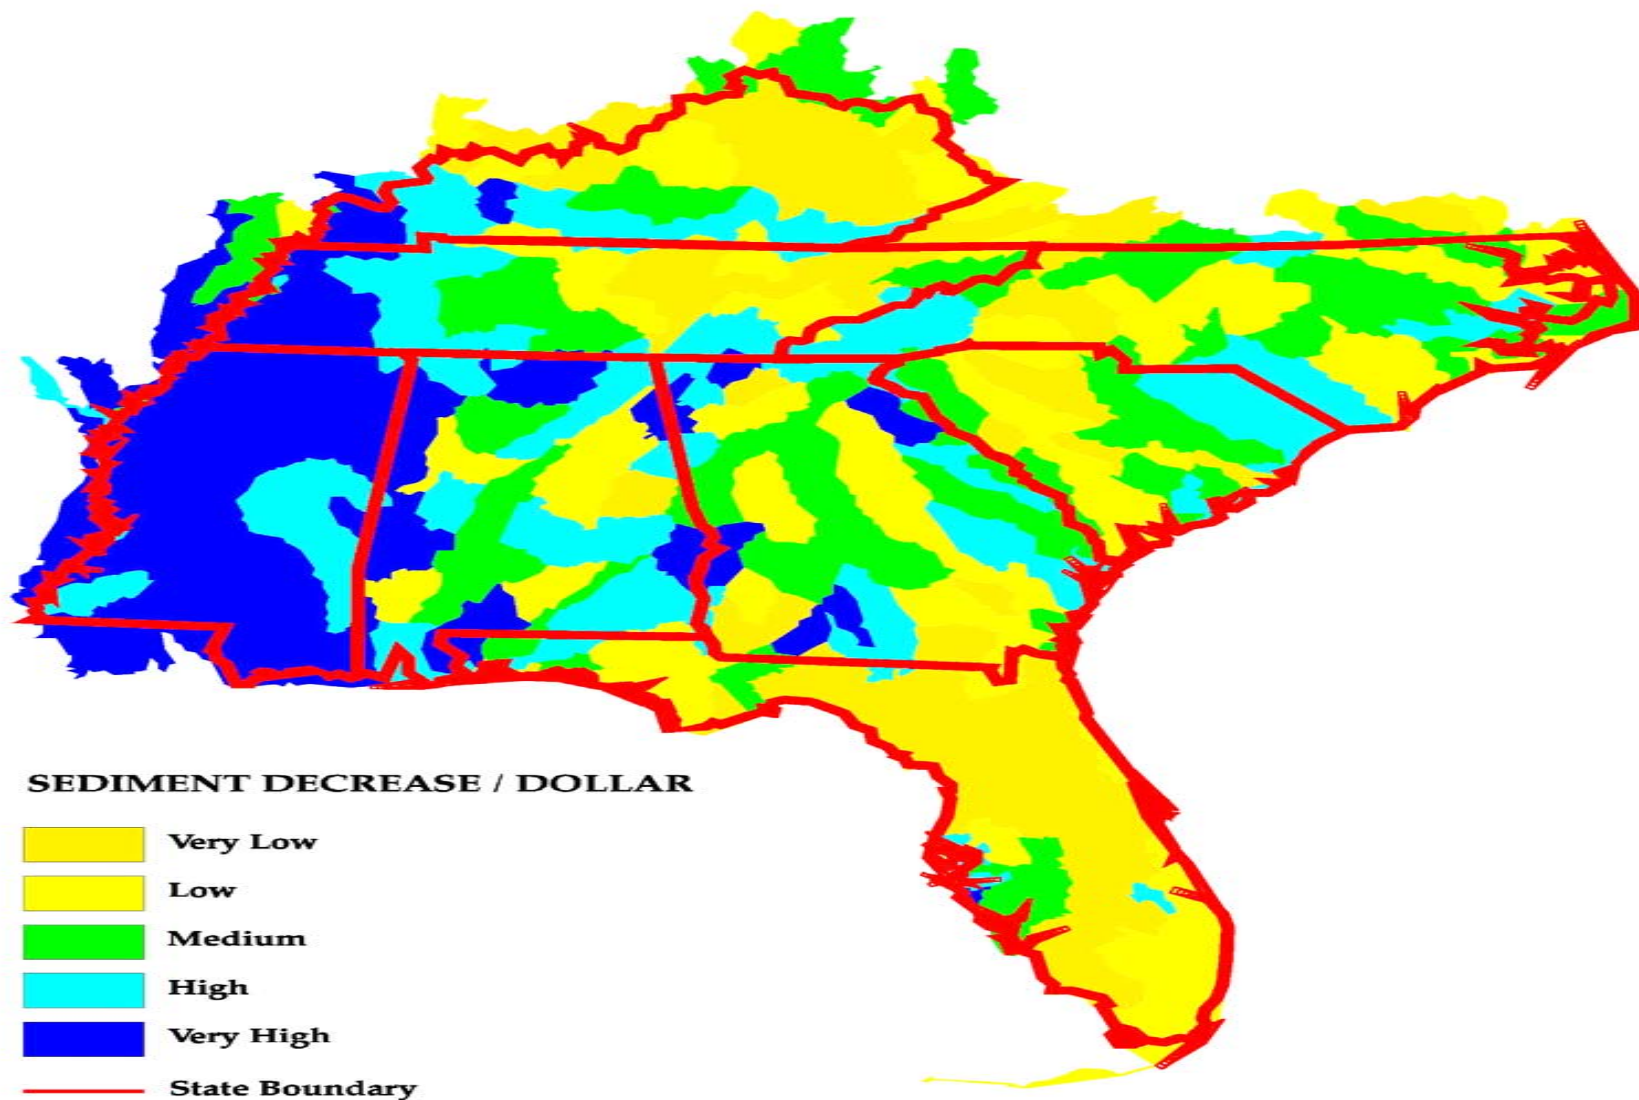 SEDIMENT DECREASE / DOLLAR
Very Low
Low
Medium
High
Very High
State Boundary